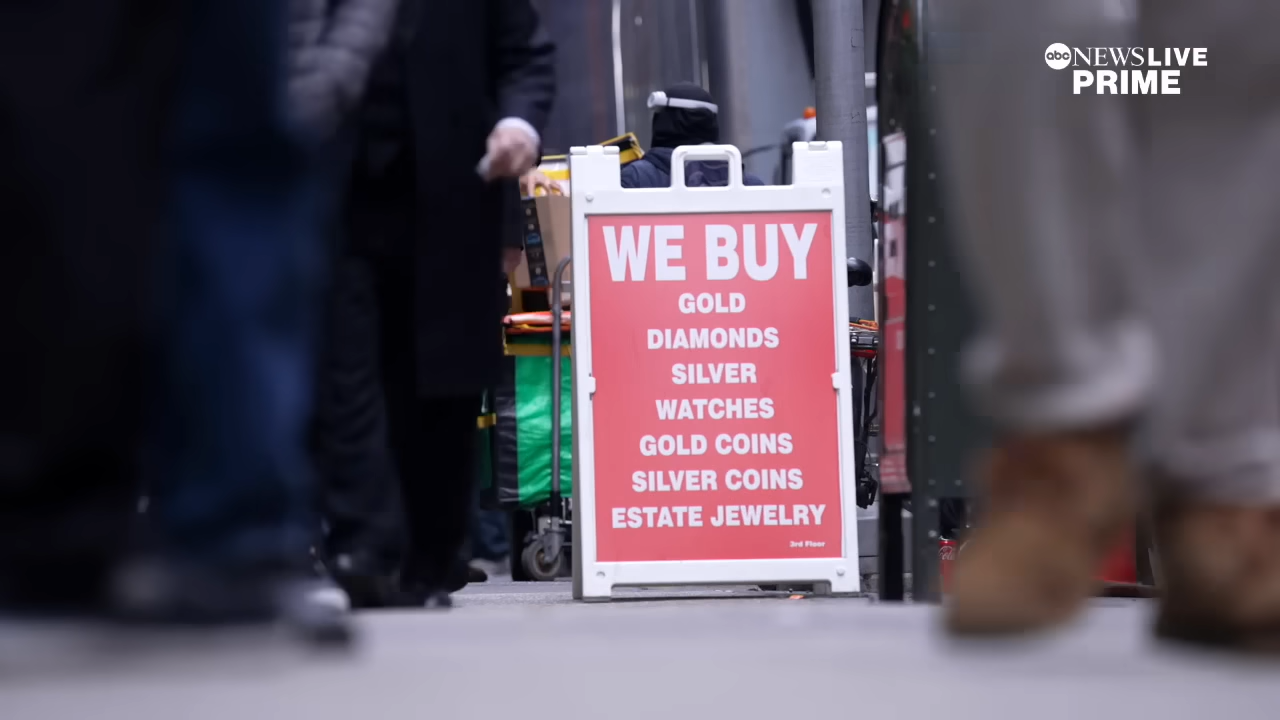 abc NEWS LIVE
PRIME
WE BUY
GOLD
DIAMONDS
SILVER
WATCHES
GOLD COINS
SILVER COINS
ESTATE JEWELRY
3rd Floor